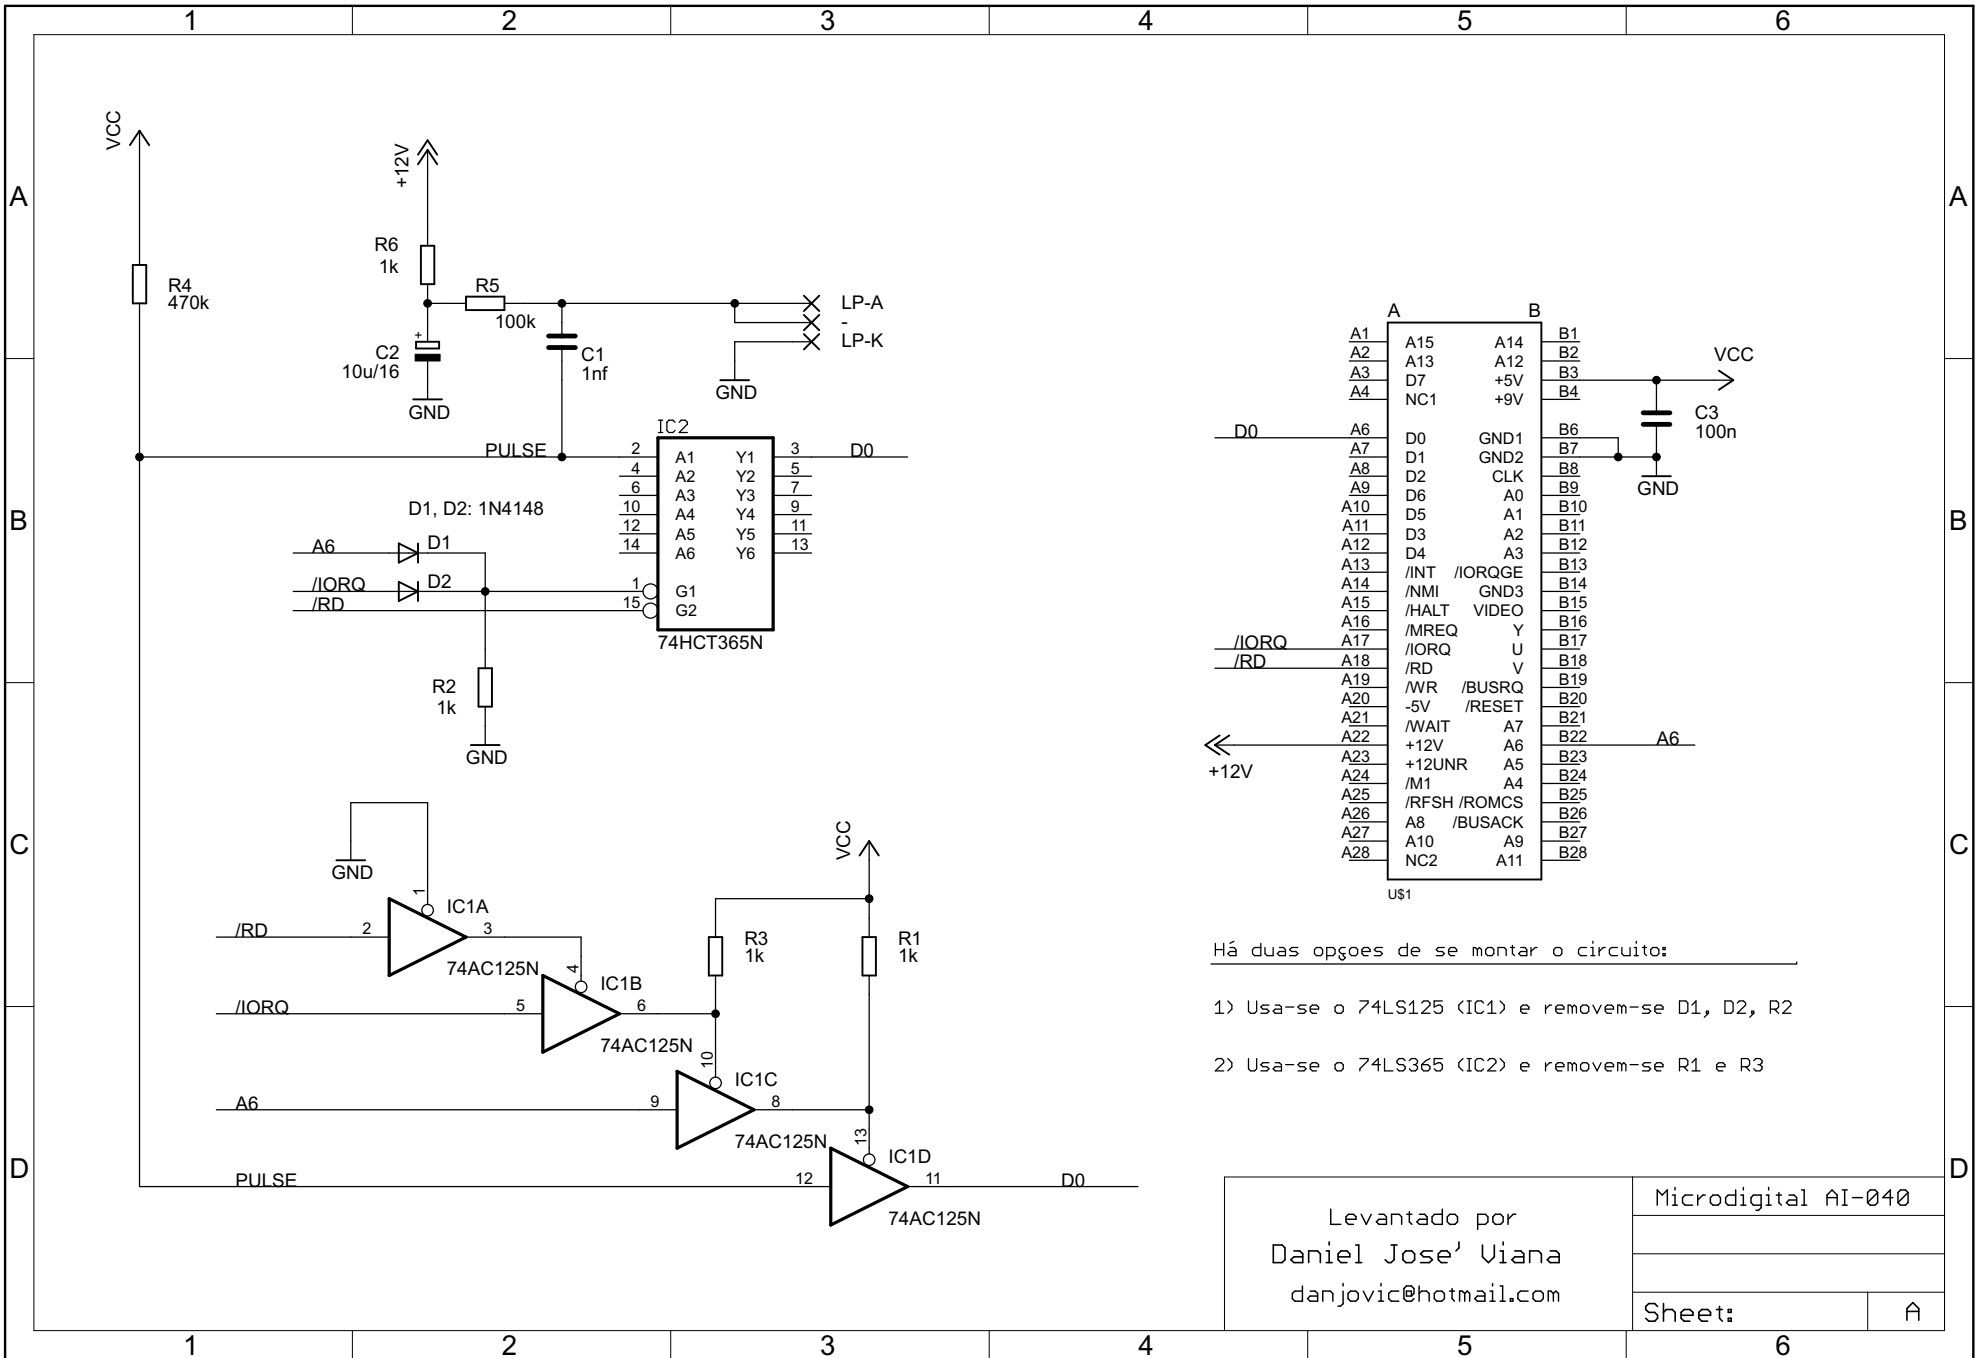 1 2 3 4 5 6
A
B
C
D
VCC
R4
470k
+12V
R6
1k
R5
100k
C2
10u/16
+
GND
C1
1nf
LP-A
-
LP-K
GND
PULSE
IC2
2 A1 Y1 3 D0
4 A2 Y2 5
6 A3 Y3 7
10 A4 Y4 9
12 A5 Y5 11
14 A6 Y6 13
1 G1
15 G2
74HCT365N
D1, D2: 1N4148
A6 D1
/IORQ D2
/RD
R2
1k
GND
GND
1
IC1A
/RD 2 3
74AC125N
4
IC1B
/IORQ 5 6
74AC125N
VCC
R3
1k
R1
1k
10
IC1C
A6 9 8
74AC125N
13
IC1D
PULSE 12 11 D0
74AC125N
A B
A1 A15 A14 B1
A2 A13 A12 B2
A3 D7 +5V B3
A4 NC1 +9V B4
D0 A6 D0 GND1 B6
A7 D1 GND2 B7
A8 D2 CLK B8
A9 D6 A0 B9
A10 D5 A1 B10
A11 D3 A2 B11
A12 D4 A3 B12
A13 /INT /IORQGE B13
A14 /NMI GND3 B14
A15 /HALT VIDEO B15
A16 /MREQ Y B16
/IORQ A17 /IORQ U B17
/RD A18 /RD V B18
A19 /WR /BUSRQ B19
A20 -5V /RESET B20
A21 /WAIT A7 B21
A22 +12V A6 B22 A6
A23 +12UNR A5 B23
A24 /M1 A4 B24
A25 /RFSH /ROMCS B25
A26 A8 /BUSACK B26
A27 A10 A9 B27
A28 NC2 A11 B28
U$1
+12V
VCC
C3
100n
GND
Há duas opşoes de se montar o circuito:
1) Usa-se o 74LS125 (IC1) e removem-se D1, D2, R2
2) Usa-se o 74LS365 (IC2) e removem-se R1 e R3
Levantado por
Daniel Jose' Viana
danjovic@hotmail.com
Microdigital AI-040
Sheet: A
A
B
C
D
1 2 3 4 5 6